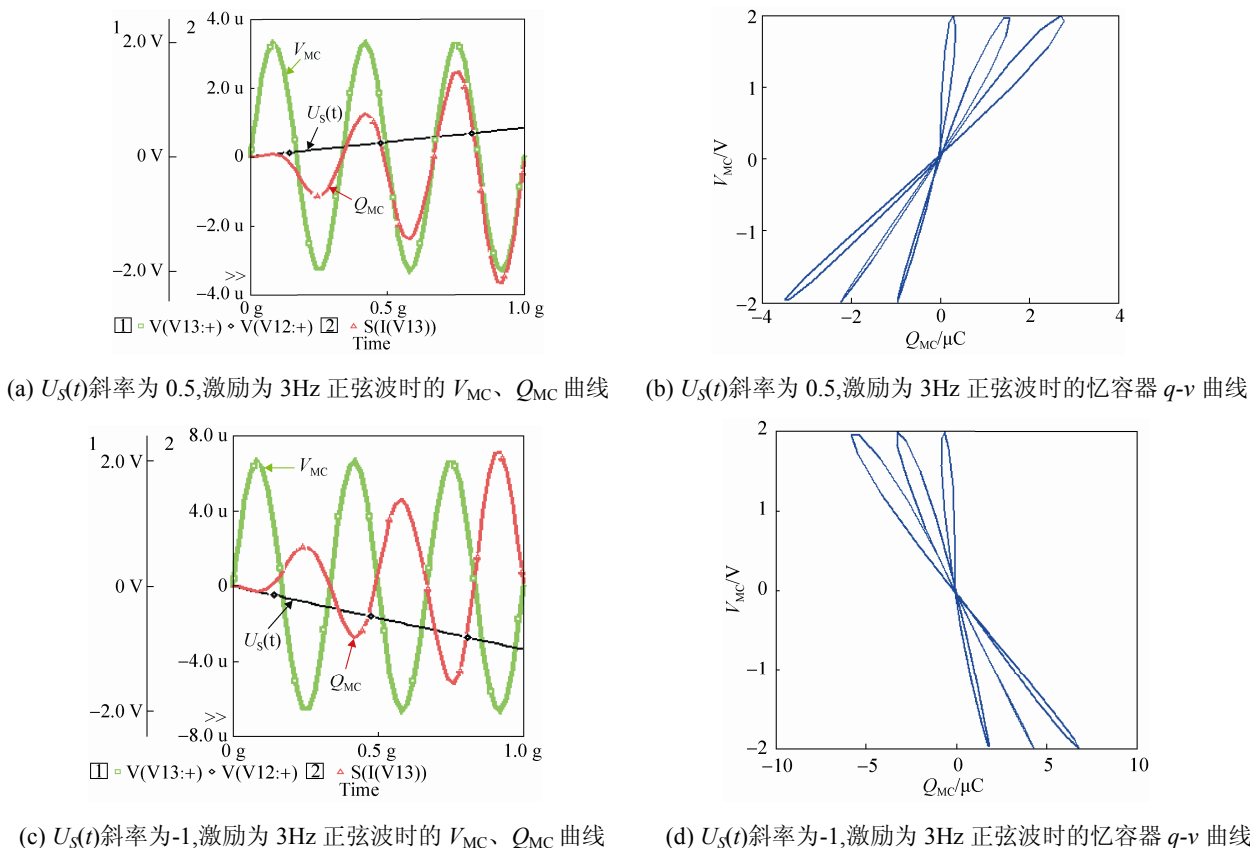 1
2
4.0 u
2.0 V
V_MC
2.0 u
U_S(t)
0 V
0
Q_MC
−2.0 u
−2.0 V
>>
−4.0 u
0 g
0.5 g
1.0 g
1 V(V13:+) V(V12:+) 2 S(I(V13))
Time
2
1
V_MC/V
0
−1
−2
−4
−2
0
2
4
Q_MC/μC
(a) U_S(t)斜率为 0.5,激励为 3Hz 正弦波时的 V_MC、Q_MC 曲线
(b) U_S(t)斜率为 0.5,激励为 3Hz 正弦波时的忆容器 q-v 曲线
1
2
8.0 u
2.0 V
V_MC
4.0 u
0 V
0
U_S(t)
−4.0 u
Q_MC
−2.0 V
>>
−8.0 u
0 g
0.5 g
1.0 g
1 V(V13:+) V(V12:+) 2 S(I(V13))
Time
2
1
V_MC/V
0
−1
−2
−10
−5
0
5
10
Q_MC/μC
(c) U_S(t)斜率为-1,激励为 3Hz 正弦波时的 V_MC、Q_MC 曲线
(d) U_S(t)斜率为-1,激励为 3Hz 正弦波时的忆容器 q-v 曲线